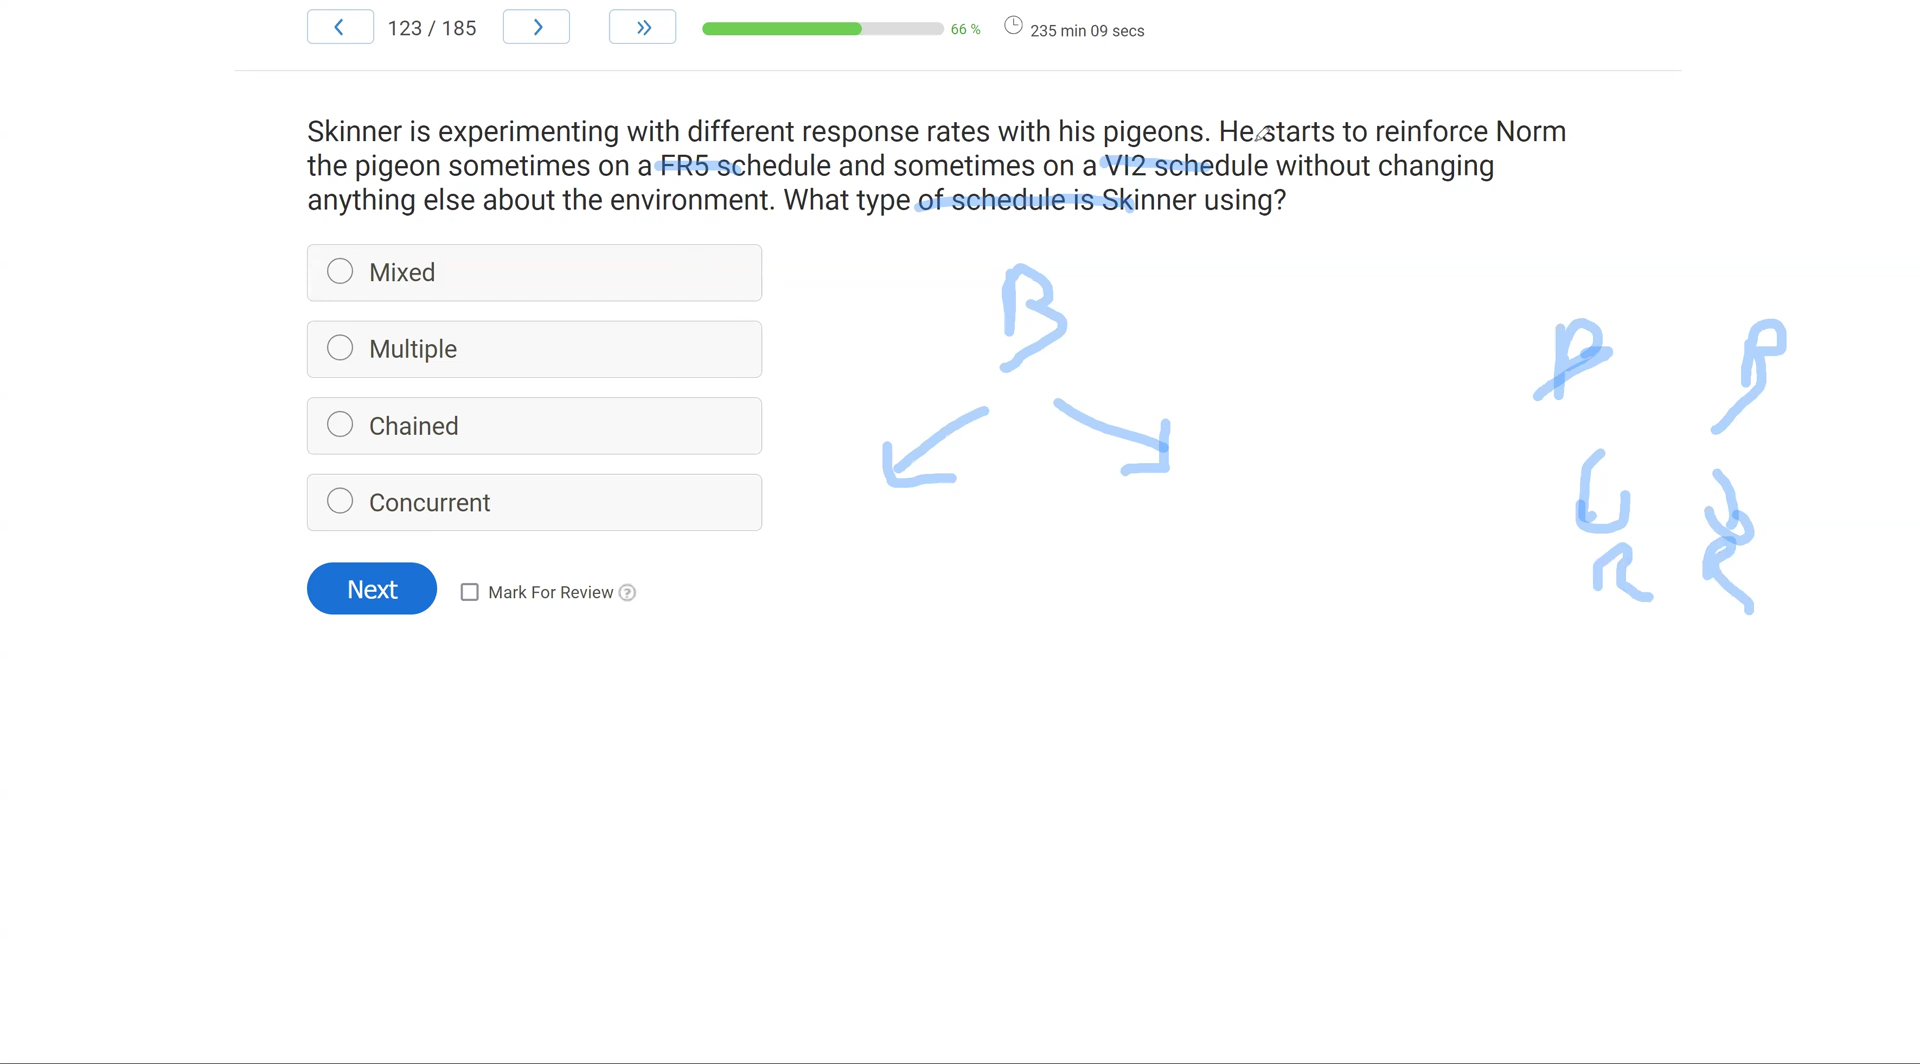 123 / 185
66 %
235 min 09 secs
Skinner is experimenting with different response rates with his pigeons. He starts to reinforce Norm
the pigeon sometimes on a FR5 schedule and sometimes on a VI2 schedule without changing
anything else about the environment. What type of schedule is Skinner using?
Mixed
Multiple
Chained
Concurrent
Next
Mark For Review ?
B
P
P
R
R